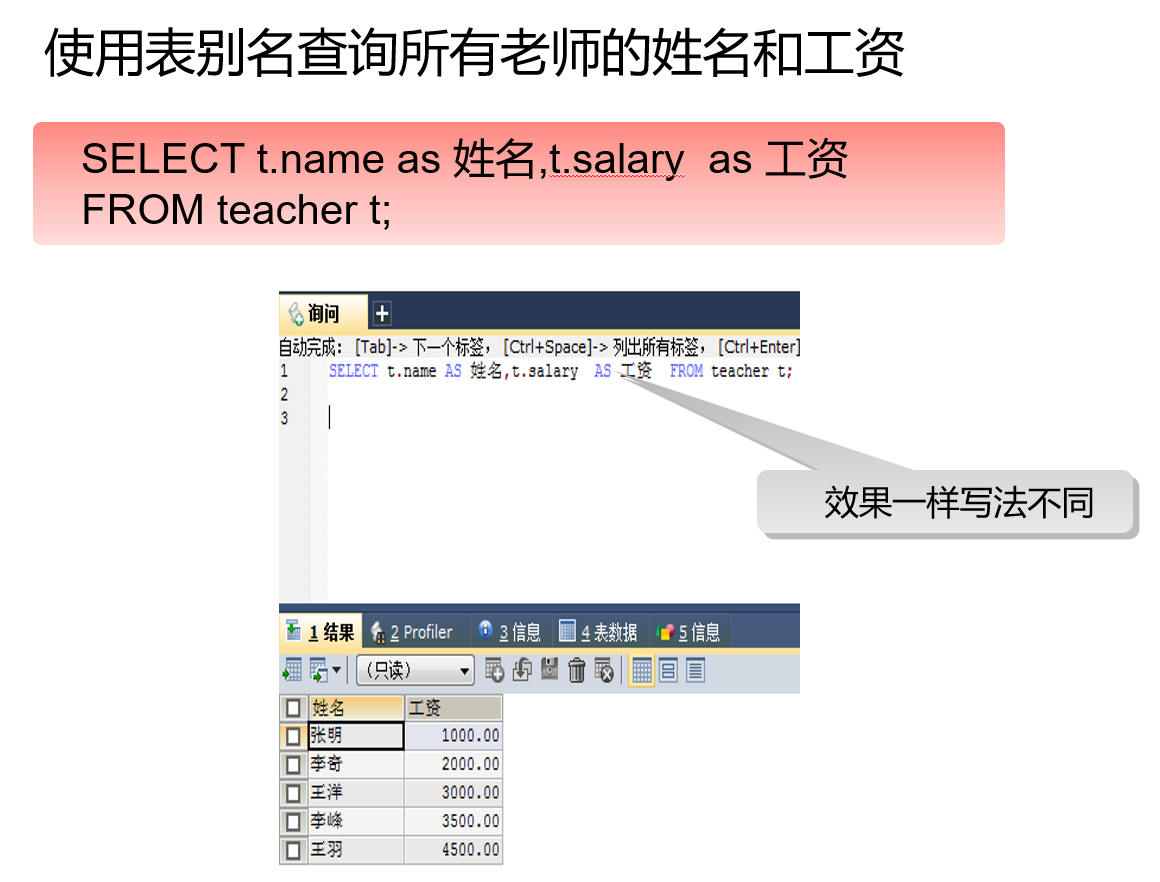 使用表别名查询所有老师的姓名和工资
SELECT t.name as 姓名,t.salary  as 工资
FROM teacher t;
询问
自动完成: [Tab]-> 下一个标签， [Ctrl+Space]-> 列出所有标签， [Ctrl+Enter]
1 SELECT t.name AS 姓名,t.salary  AS 工资  FROM teacher t;
2
3
效果一样写法不同
1 结果 2 Profiler 3 信息 4 表数据 5 信息
（只读）
姓名 工资
张明 1000.00
李奇 2000.00
王洋 3000.00
李峰 3500.00
王羽 4500.00